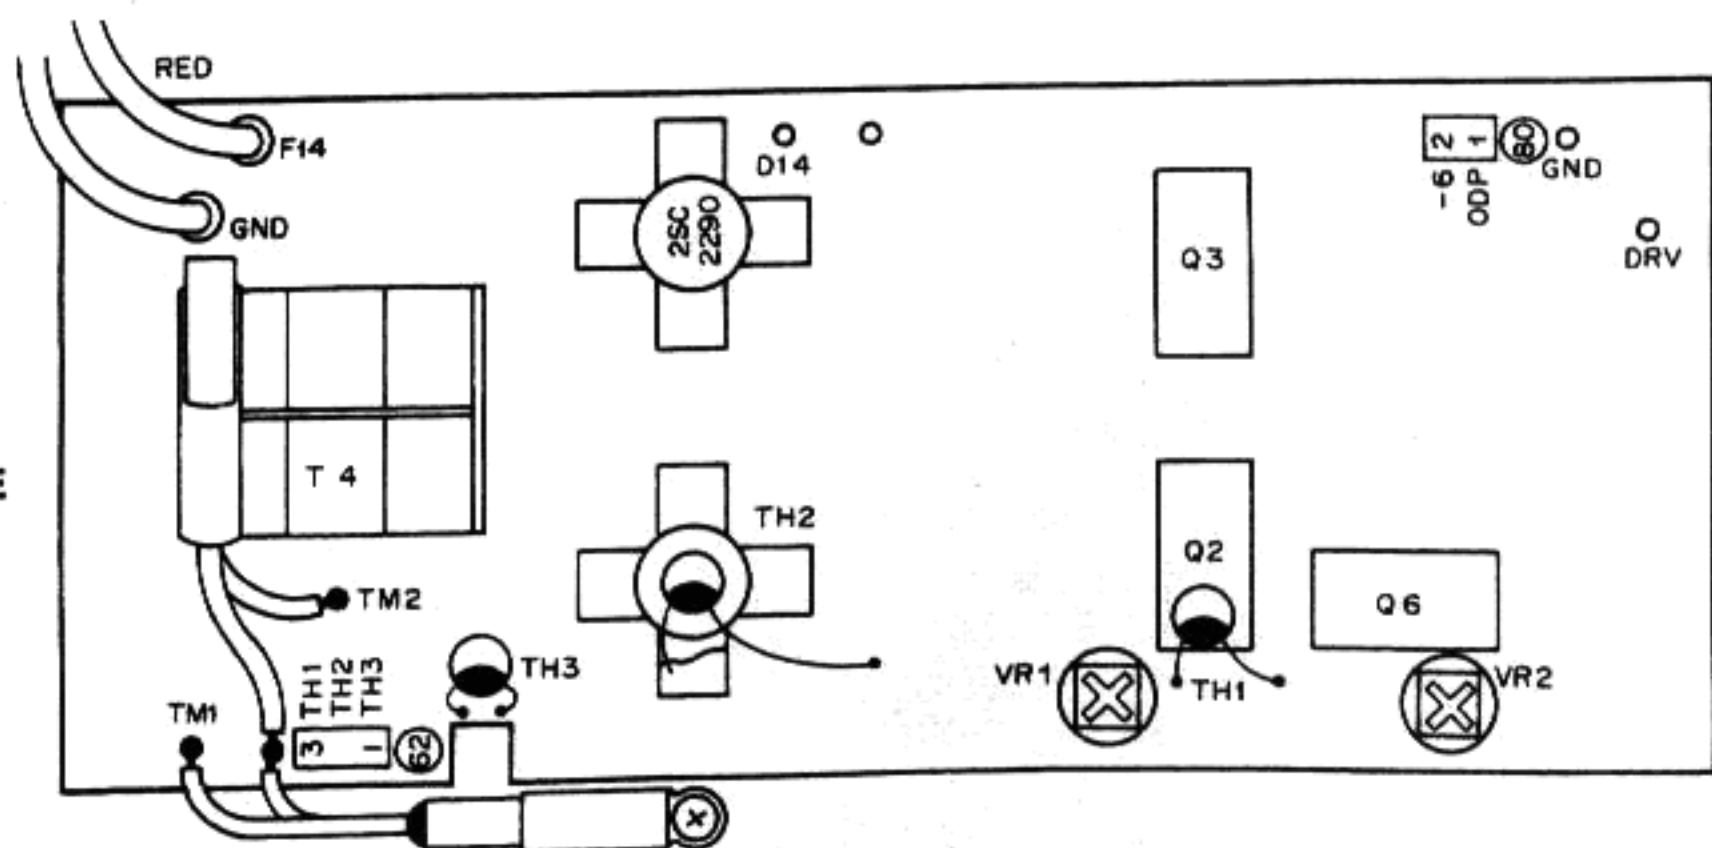 RED
F14
GND
D14
2SC
2290
2 1
80
GND
-6
ODP
DRV
Q3
T 4
TH2
Q2
Q6
TM2
TH3
TH1
TH2
TH3
TM1
3 1
62
VR1
TH1
VR2